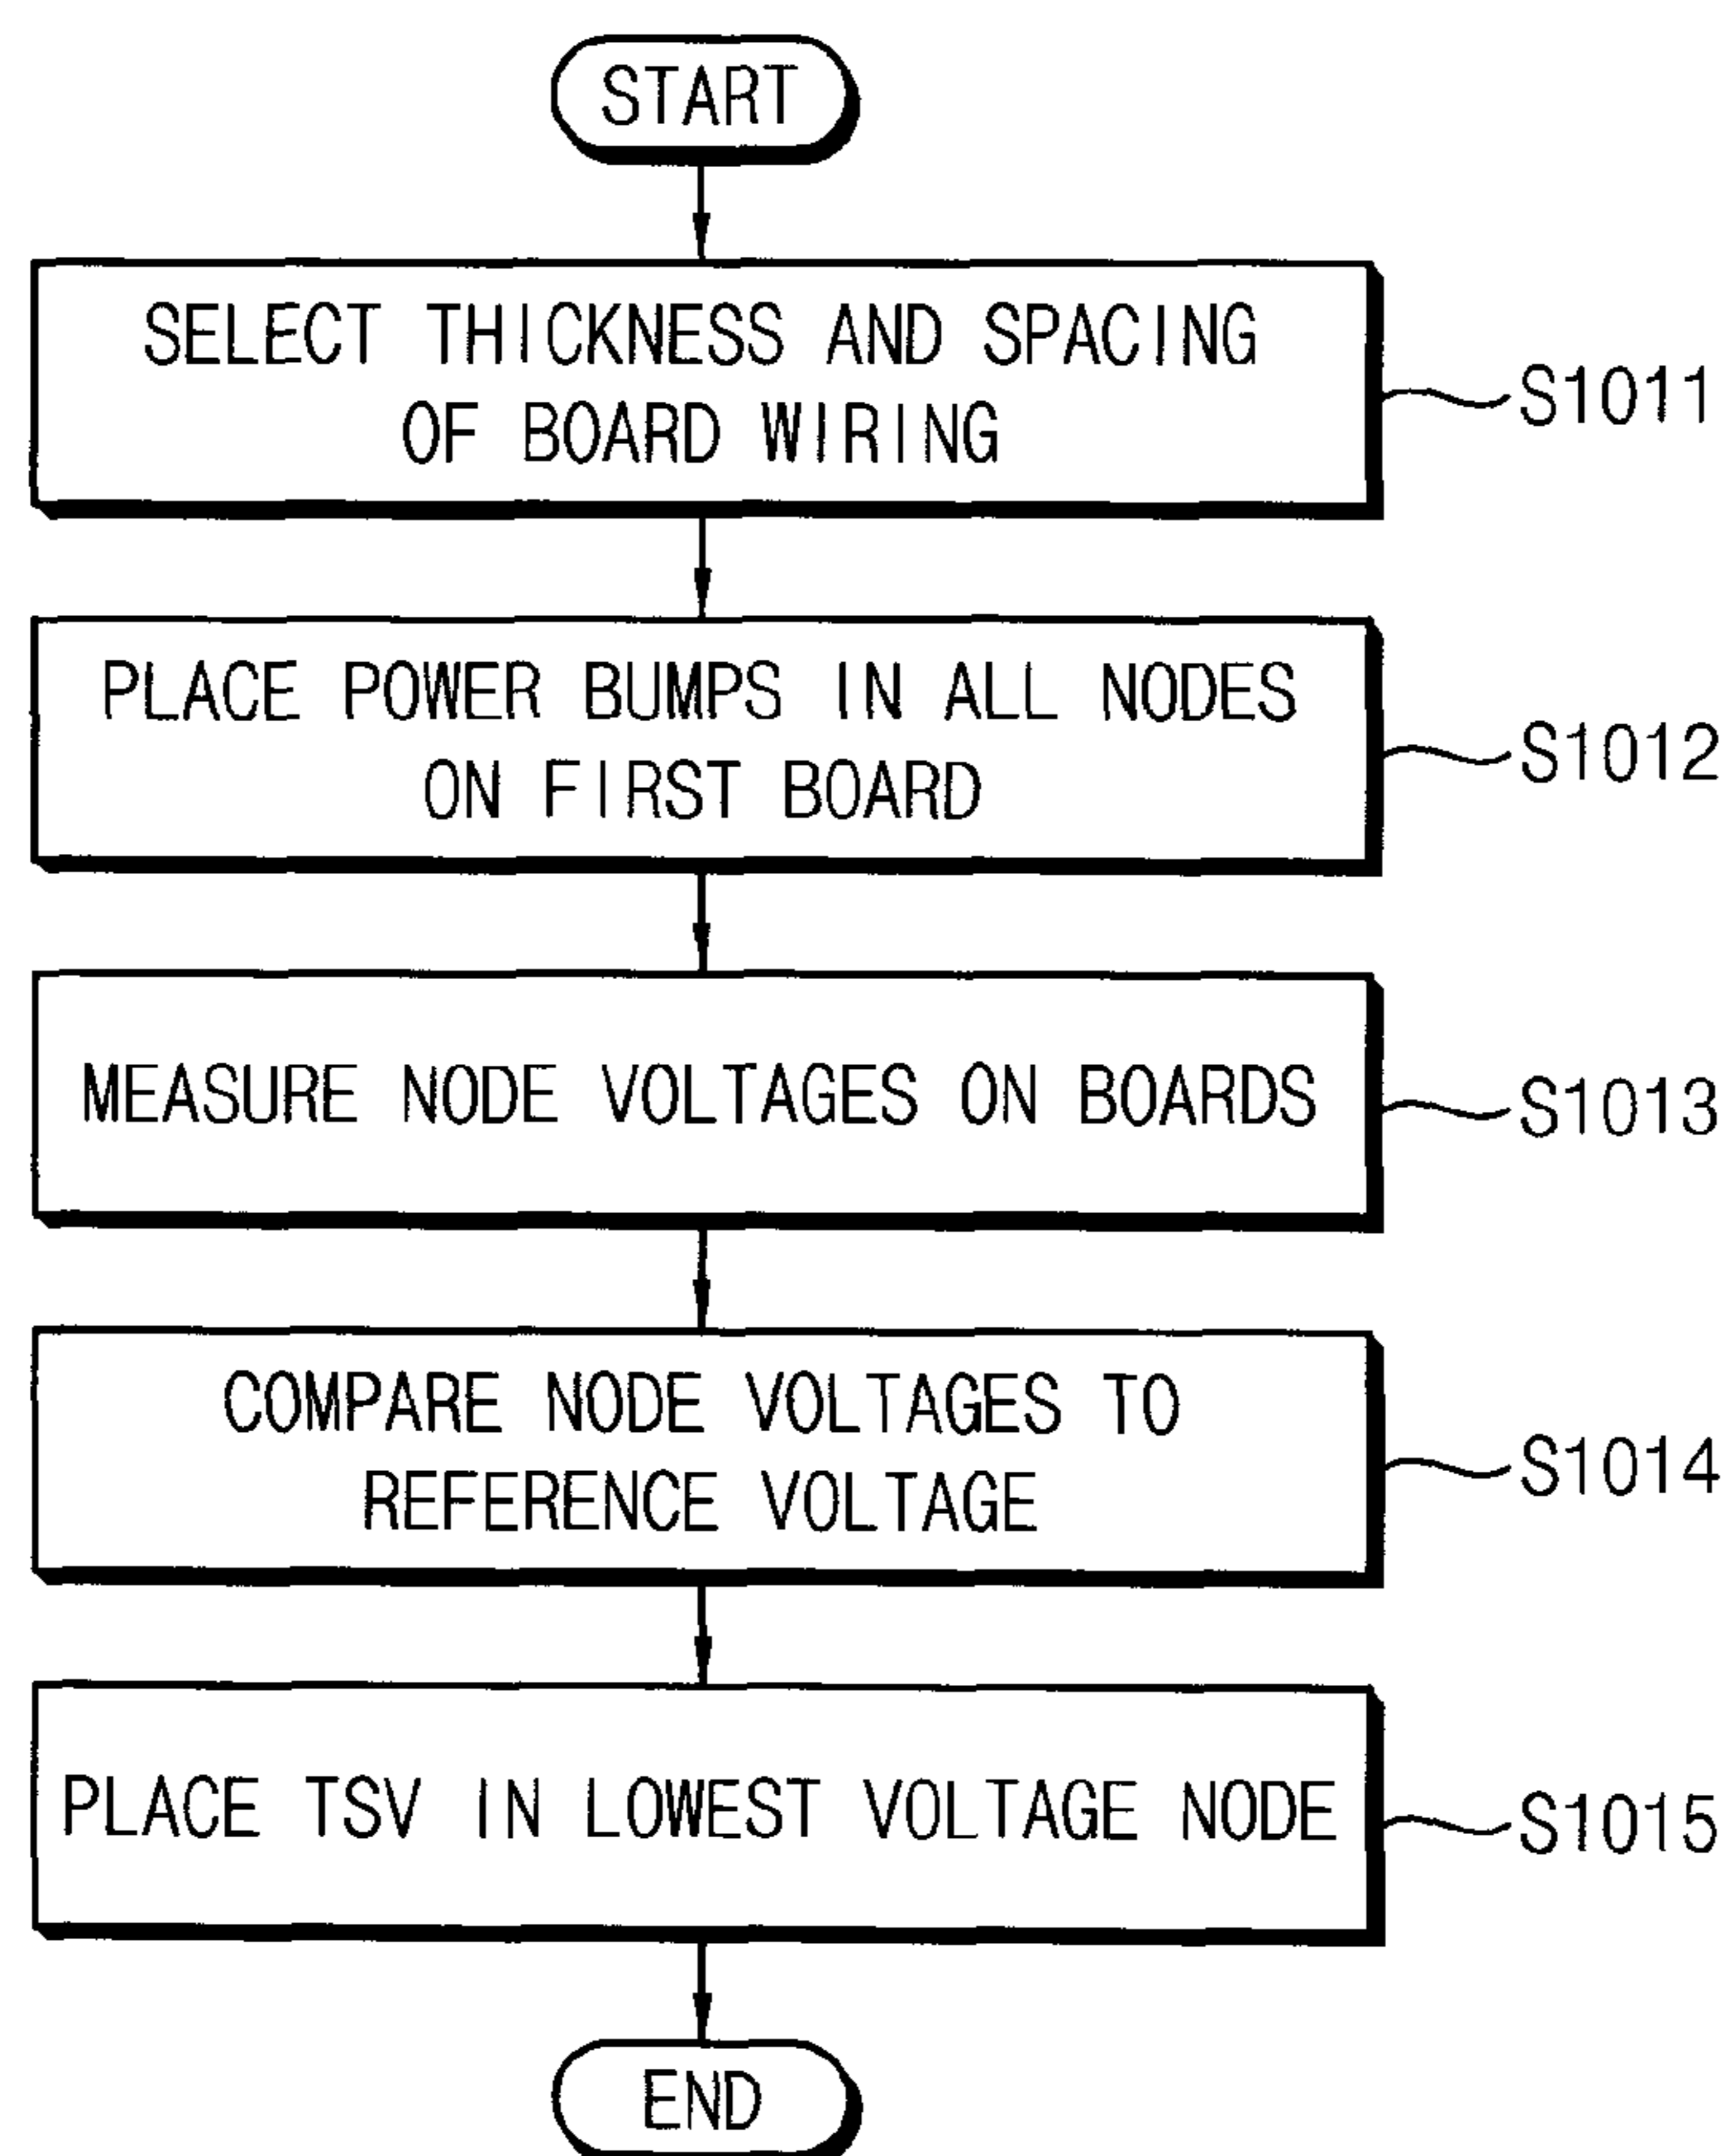 START
SELECT THICKNESS AND SPACING
OF BOARD WIRING
S1011
PLACE POWER BUMPS IN ALL NODES
ON FIRST BOARD
S1012
MEASURE NODE VOLTAGES ON BOARDS
S1013
COMPARE NODE VOLTAGES TO
REFERENCE VOLTAGE
S1014
PLACE TSV IN LOWEST VOLTAGE NODE
S1015
END